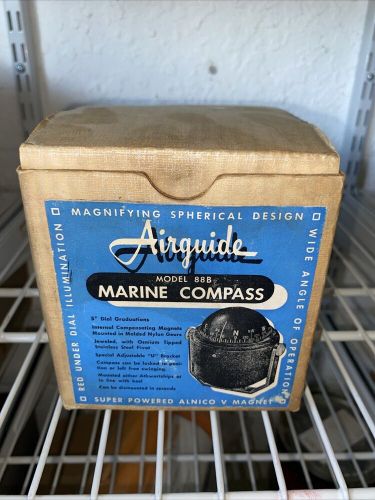 MAGNIFYING SPHERICAL DESIGN
Airguide
MODEL 88B
MARINE COMPASS
5° Dial Graduations
Internal Compensating Magnets
Mounted in Molded Nylon Gears
Jeweled, with Osmium Tipped
Stainless Steel Pivot
Special Adjustable "U" Bracket
Compass can be locked in posi-
tion or left free swinging.
Mounted either Athwartships or
in line with keel
Can be dismounted in seconds
RED UNDER DIAL ILLUMINATION
WIDE ANGLE OF OPERATION
SUPER POWERED ALNICO V MAGNET